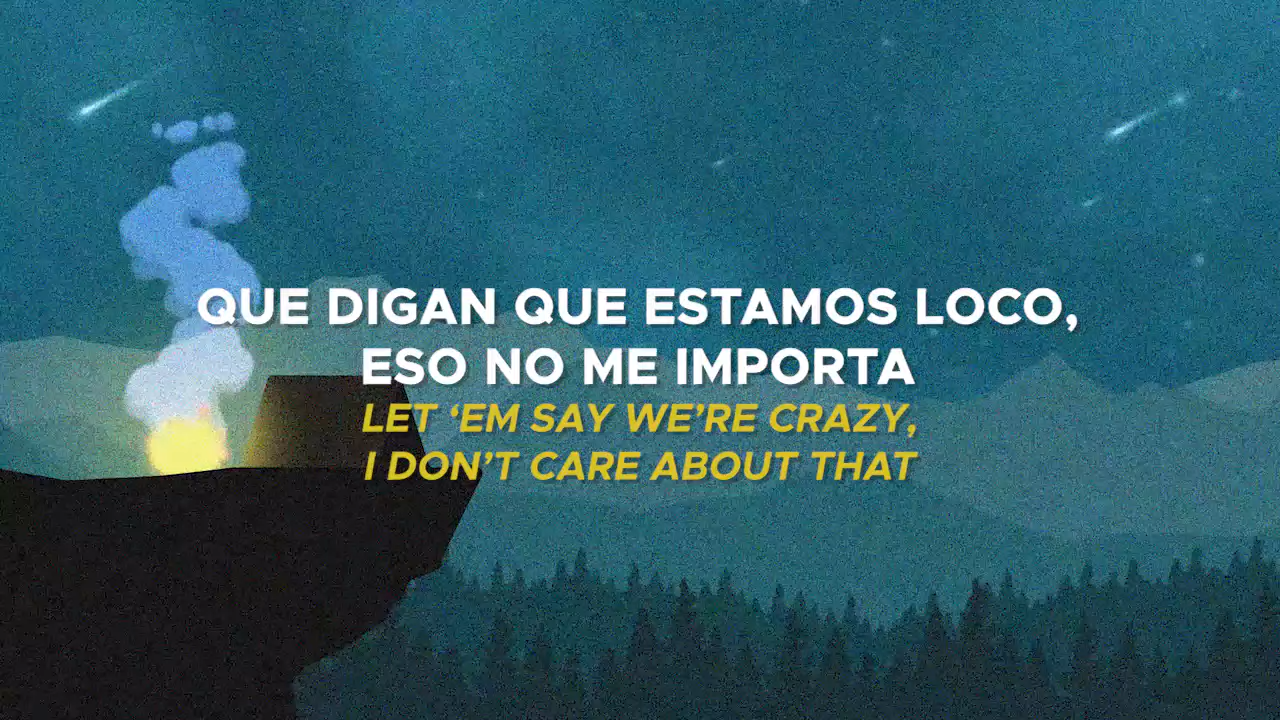 QUE DIGAN QUE ESTAMOS LOCO,
ESO NO ME IMPORTA
LET ‘EM SAY WE’RE CRAZY,
I DON’T CARE ABOUT THAT